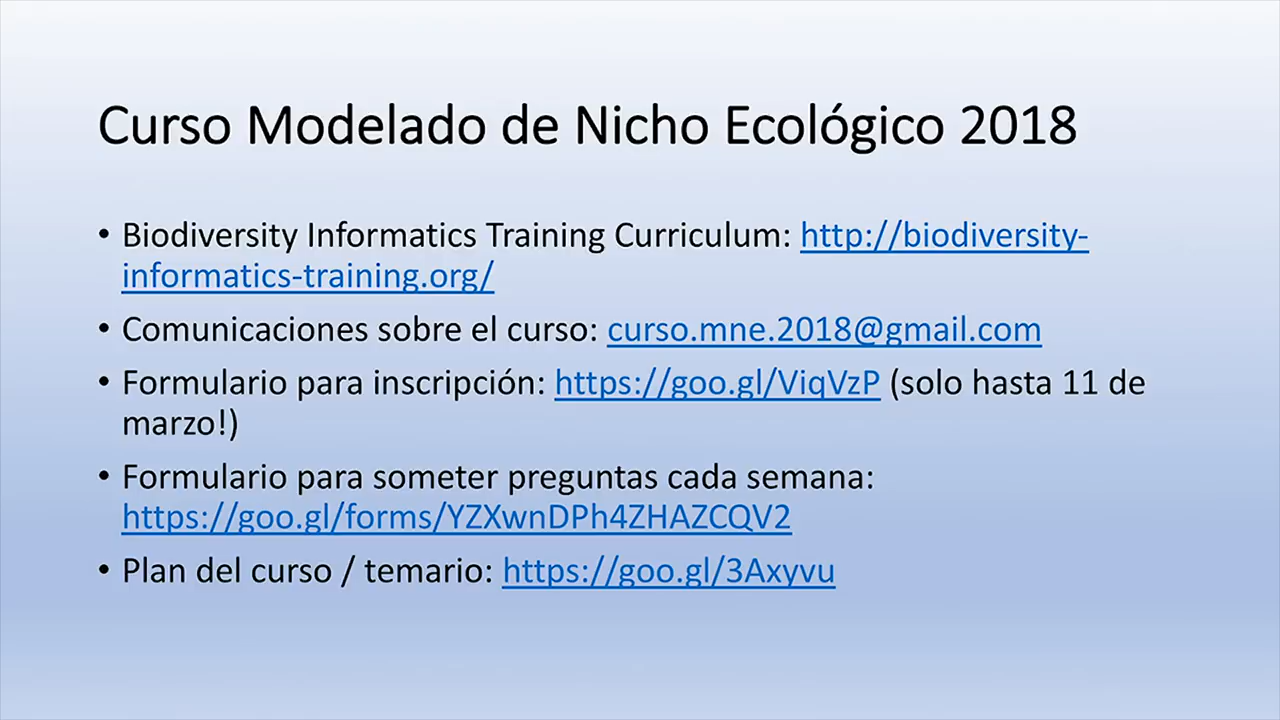 Curso Modelado de Nicho Ecológico 2018
• Biodiversity Informatics Training Curriculum: http://biodiversity-
informatics-training.org/
• Comunicaciones sobre el curso: curso.mne.2018@gmail.com
• Formulario para inscripción: https://goo.gl/ViqVzP (solo hasta 11 de
marzo!)
• Formulario para someter preguntas cada semana:
https://goo.gl/forms/YZXwnDPh4ZHAZCQV2
• Plan del curso / temario: https://goo.gl/3Axyvu